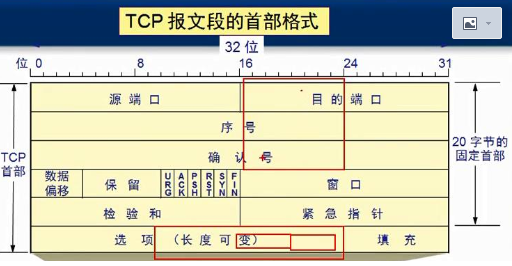 TCP 报文段的首部格式
32 位
位 0 8 16 24 31
源 端 口 目 的 端 口
序 号
确 认 号
TCP 首部
20 字节的
固定首部
数据
偏移 保 留 URG ACK PSH RST SYN FIN 窗 口
检 验 和 紧 急 指 针
选 项 (长 度 可 变) 填 充